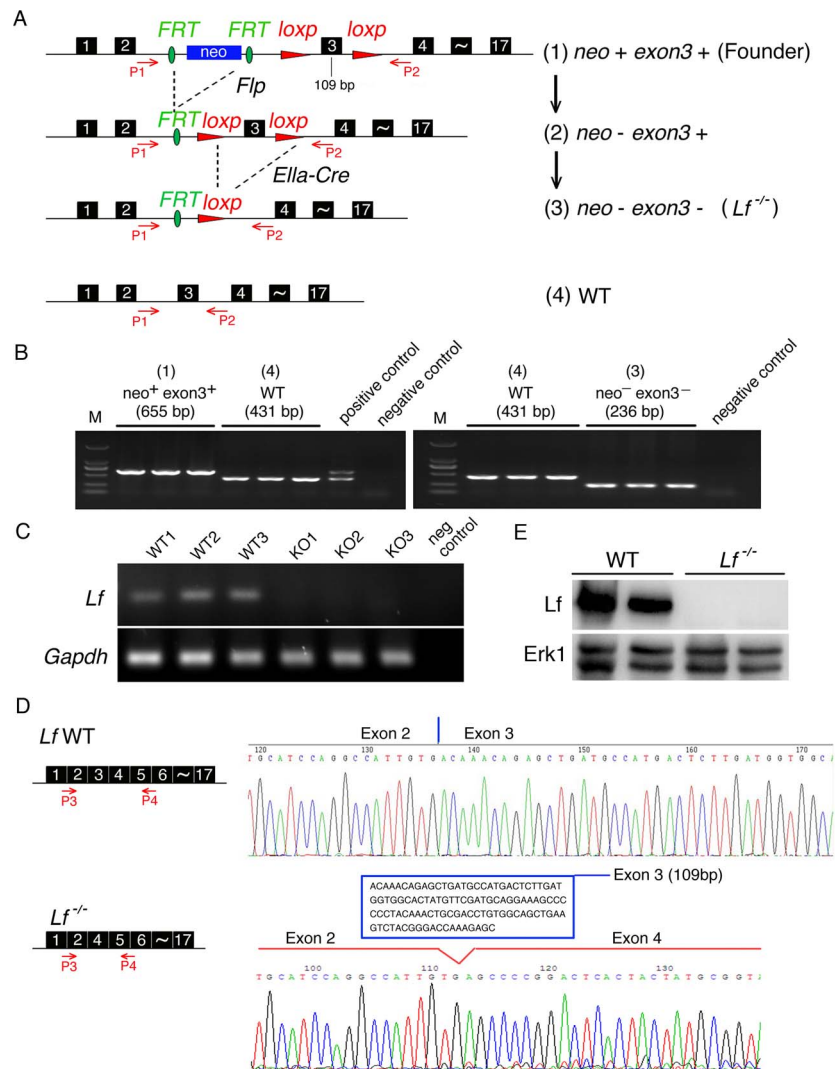 A
FRT FRT loxp loxp
1 2 neo 3 4 ~ 17
P1 109 bp P2
Flp
(1) neo + exon3 + (Founder)
FRT loxp loxp
1 2 3 4 ~ 17
P1 P2
Ella-Cre
(2) neo - exon3 +
FRT loxp
1 2 4 ~ 17
P1 P2
(3) neo - exon3 - (Lf-/-)
1 2 3 4 ~ 17
P1 P2
(4) WT
B
M
(1)
neo+ exon3+
(655 bp)
(4)
WT
(431 bp)
positive control
negative control
M
(4)
WT
(431 bp)
(3)
neo− exon3−
(236 bp)
negative control
C
WT1 WT2 WT3 KO1 KO2 KO3 neg control
Lf
Gapdh
E
WT Lf-/-
Lf
Erk1
D
Lf WT
1 2 3 4 5 6 ~ 17
P3 P4
Exon 2 Exon 3
120 130 140 150 160 170
TGCATCCAGGCCATTGTGACAAACAGAGCTGATGCCATGACTCTTGATGGTGGCA
Lf-/-
1 2 4 5 6 ~ 17
P3 P4
ACAAACAGAGCTGATGCCATGACTCTTGAT
GGTGGCACTATGTTCGATGCAGGAAAGCCC
CCCTACAAACTGCGACCTGTGGCAGCTGAA
GTCTACGGGACCAAAGAGC
Exon 3 (109bp)
Exon 2 Exon 4
100 110 120 130
TGCATCCAGGCCATTGTGAGCCCCGGACTCACTACTATGCGGT